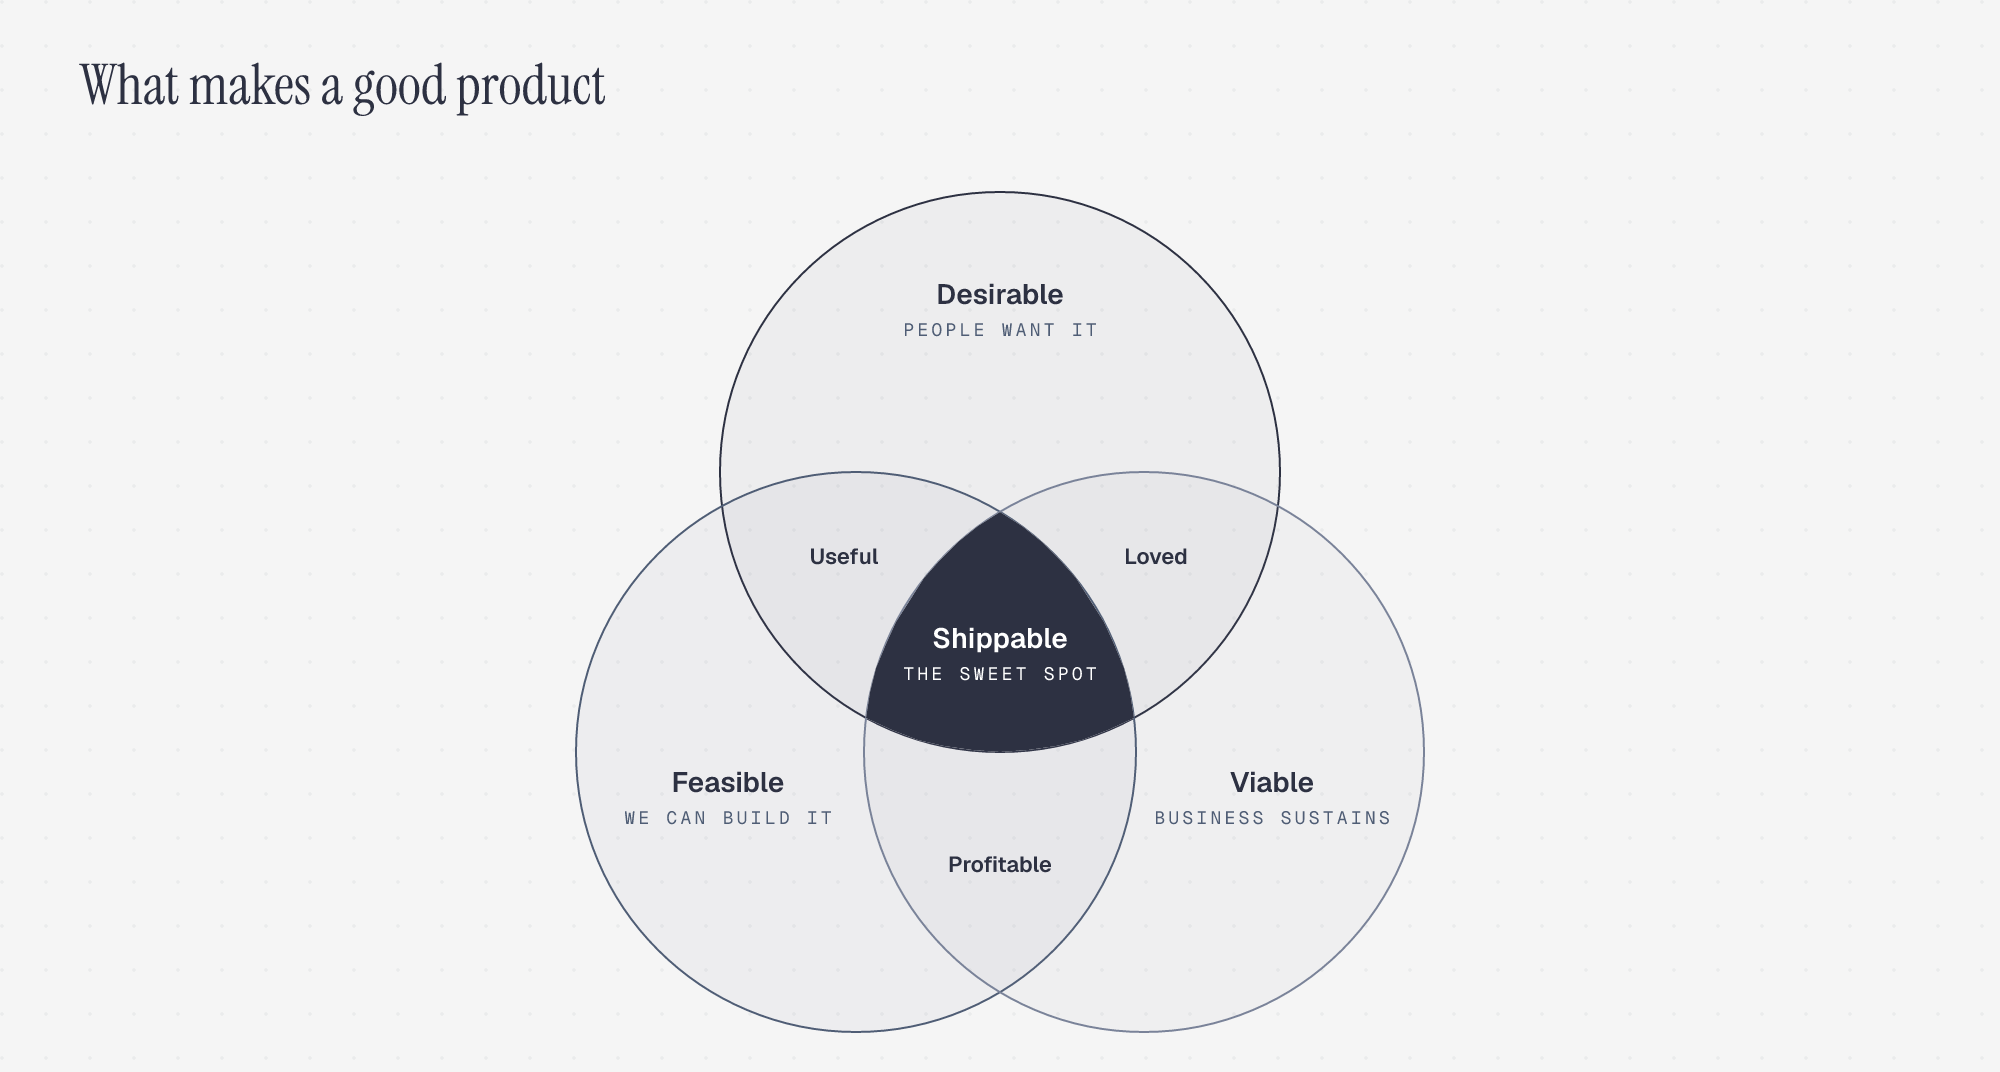 What makes a good product
Desirable
PEOPLE WANT IT
Useful
Loved
Shippable
THE SWEET SPOT
Feasible
WE CAN BUILD IT
Viable
BUSINESS SUSTAINS
Profitable